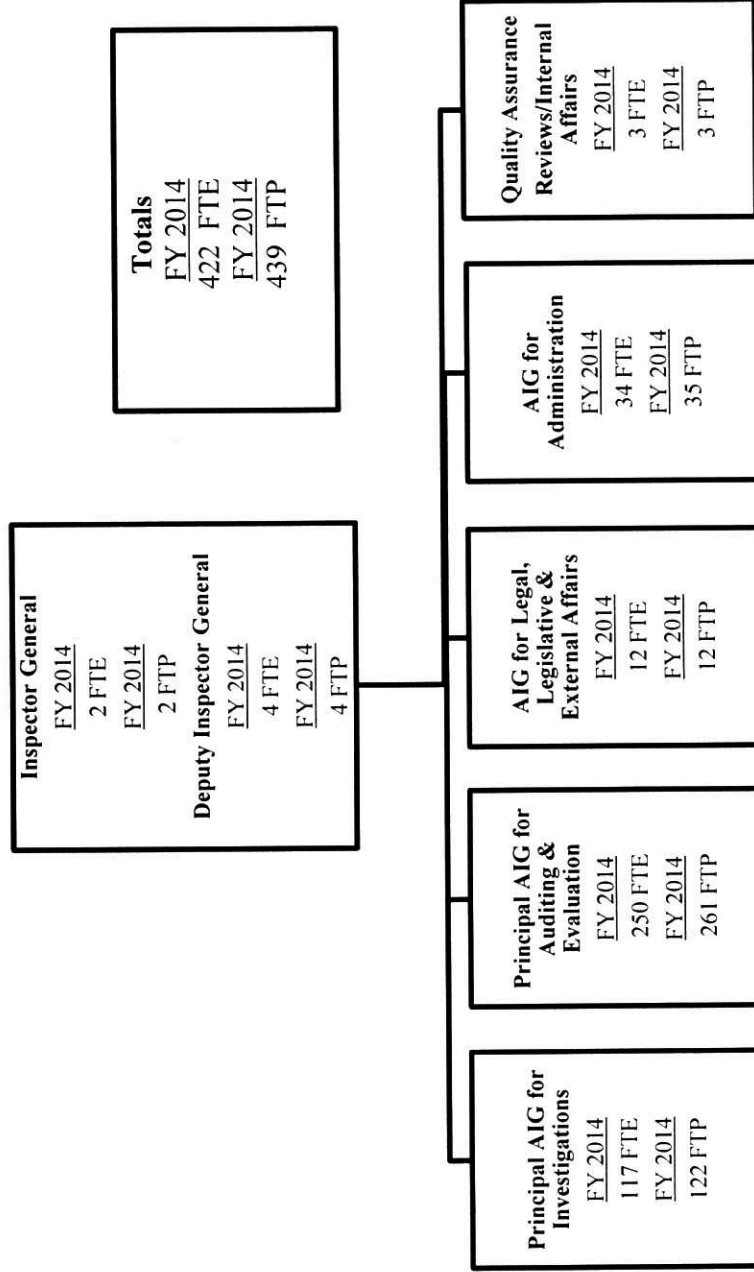 Inspector General
FY 2014
2 FTE
FY 2014
2 FTP
Deputy Inspector General
FY 2014
4 FTE
FY 2014
4 FTP
Totals
FY 2014
422 FTE
FY 2014
439 FTP
Principal AIG for
Investigations
FY 2014
117 FTE
FY 2014
122 FTP
Principal AIG for
Auditing &
Evaluation
FY 2014
250 FTE
FY 2014
261 FTP
AIG for Legal,
Legislative &
External Affairs
FY 2014
12 FTE
FY 2014
12 FTP
AIG for
Administration
FY 2014
34 FTE
FY 2014
35 FTP
Quality Assurance
Reviews/Internal
Affairs
FY 2014
3 FTE
FY 2014
3 FTP